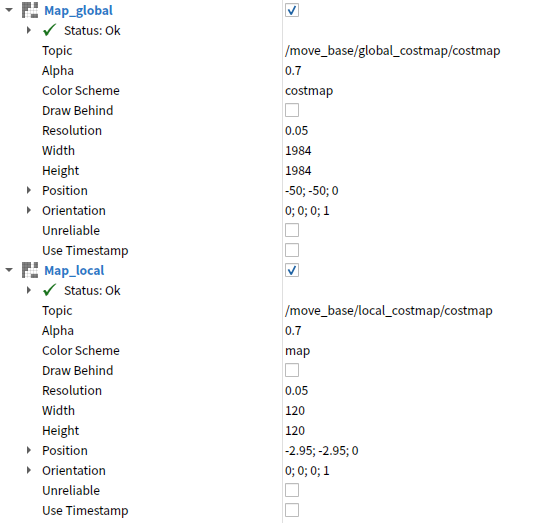 Map_global
Status: Ok
Topic /move_base/global_costmap/costmap
Alpha 0.7
Color Scheme costmap
Draw Behind
Resolution 0.05
Width 1984
Height 1984
Position -50; -50; 0
Orientation 0; 0; 0; 1
Unreliable
Use Timestamp
Map_local
Status: Ok
Topic /move_base/local_costmap/costmap
Alpha 0.7
Color Scheme map
Draw Behind
Resolution 0.05
Width 120
Height 120
Position -2.95; -2.95; 0
Orientation 0; 0; 0; 1
Unreliable
Use Timestamp